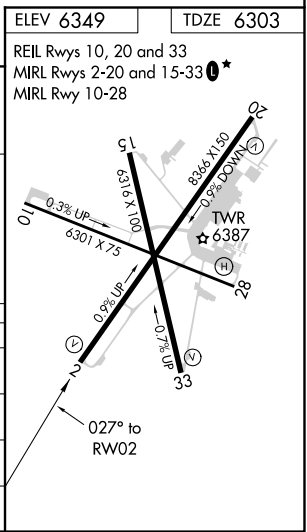 ELEV 6349
TDZE 6303
REIL Rwys 10, 20 and 33
MIRL Rwys 2-20 and 15-33 L ★
MIRL Rwy 10-28
20
15
8366 X150
V
6316 X 100
0.9% DOWN
TWR
6387
10
0.3% UP
6301 X 75
H
28
0.9% UP
0.7% UP
V
V
2
33
027° to
RW02